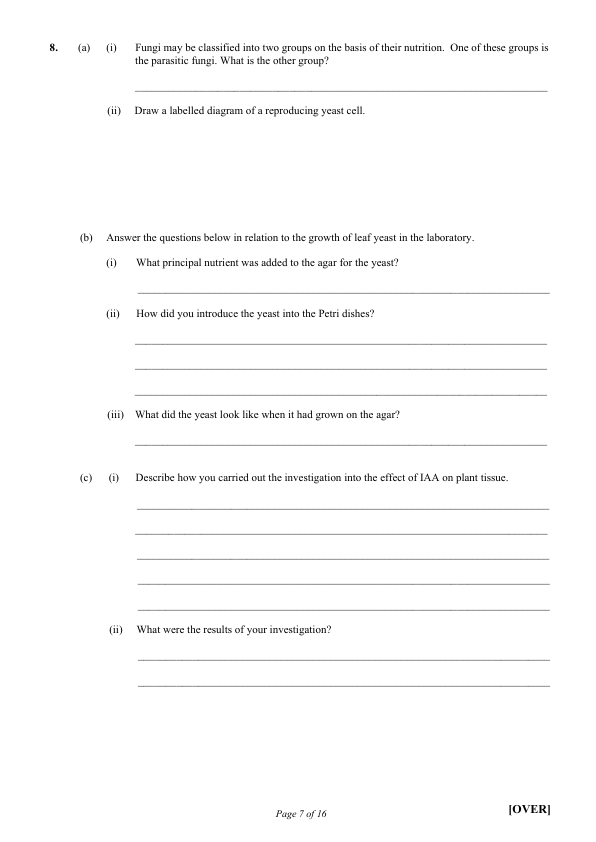 8. (a) (i) Fungi may be classified into two groups on the basis of their nutrition. One of these groups is
the parasitic fungi. What is the other group?
(ii) Draw a labelled diagram of a reproducing yeast cell.
(b) Answer the questions below in relation to the growth of leaf yeast in the laboratory.
(i) What principal nutrient was added to the agar for the yeast?
(ii) How did you introduce the yeast into the Petri dishes?
(iii) What did the yeast look like when it had grown on the agar?
(c) (i) Describe how you carried out the investigation into the effect of IAA on plant tissue.
(ii) What were the results of your investigation?
Page 7 of 16
[OVER]